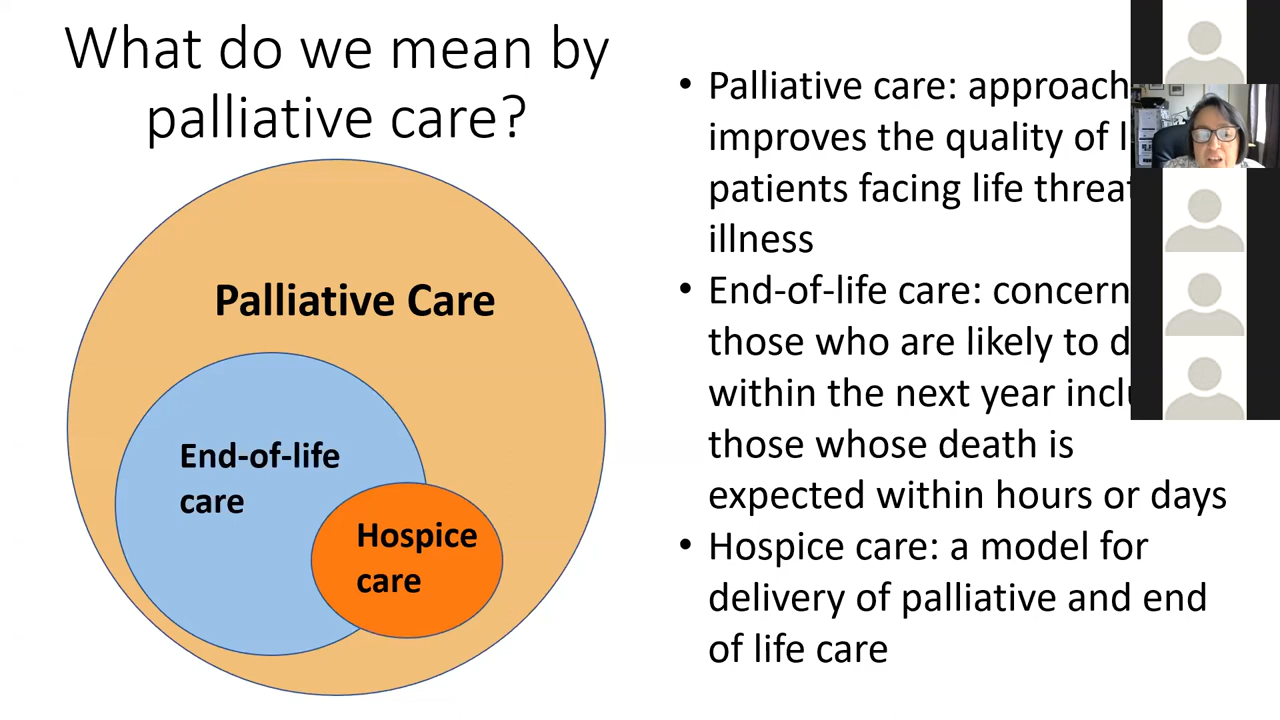 What do we mean by
palliative care?
Palliative Care
End-of-life
care
Hospice
care
• Palliative care: approach
improves the quality of
patients facing life
illness
• End-of-life care:
those who are likely to
within the next year
those whose death is
expected within hours or days
• Hospice care: a model for
delivery of palliative and end
of life care